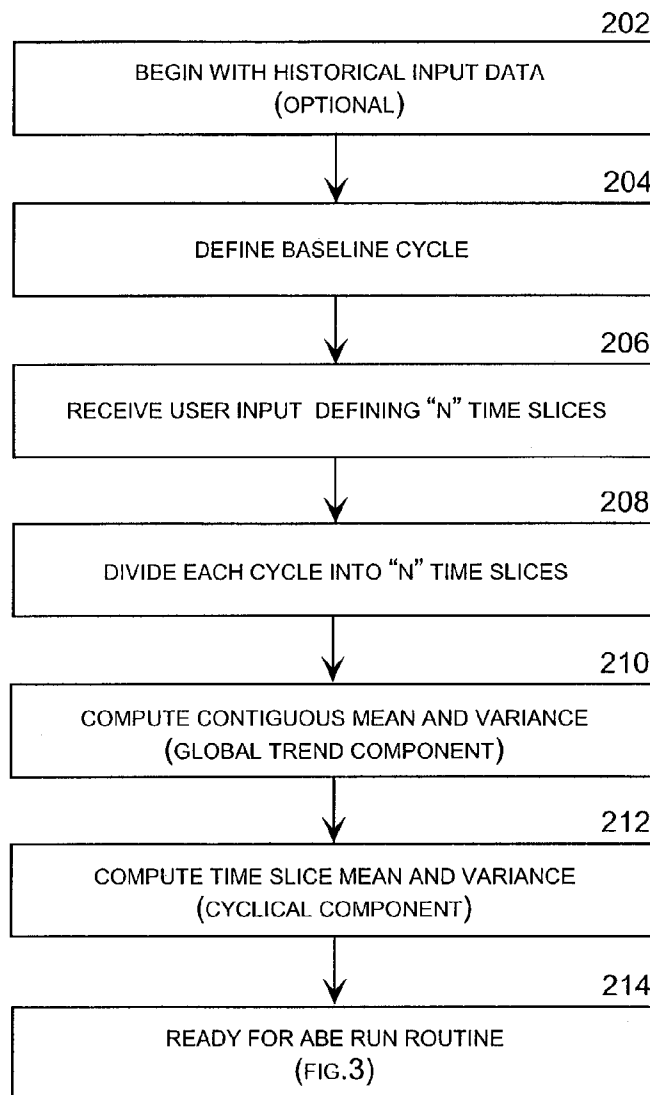 202
BEGIN WITH HISTORICAL INPUT DATA
(OPTIONAL)
204
DEFINE BASELINE CYCLE
206
RECEIVE USER INPUT DEFINING “N” TIME SLICES
208
DIVIDE EACH CYCLE INTO “N” TIME SLICES
210
COMPUTE CONTIGUOUS MEAN AND VARIANCE
(GLOBAL TREND COMPONENT)
212
COMPUTE TIME SLICE MEAN AND VARIANCE
(CYCLICAL COMPONENT)
214
READY FOR ABE RUN ROUTINE
(FIG.3)